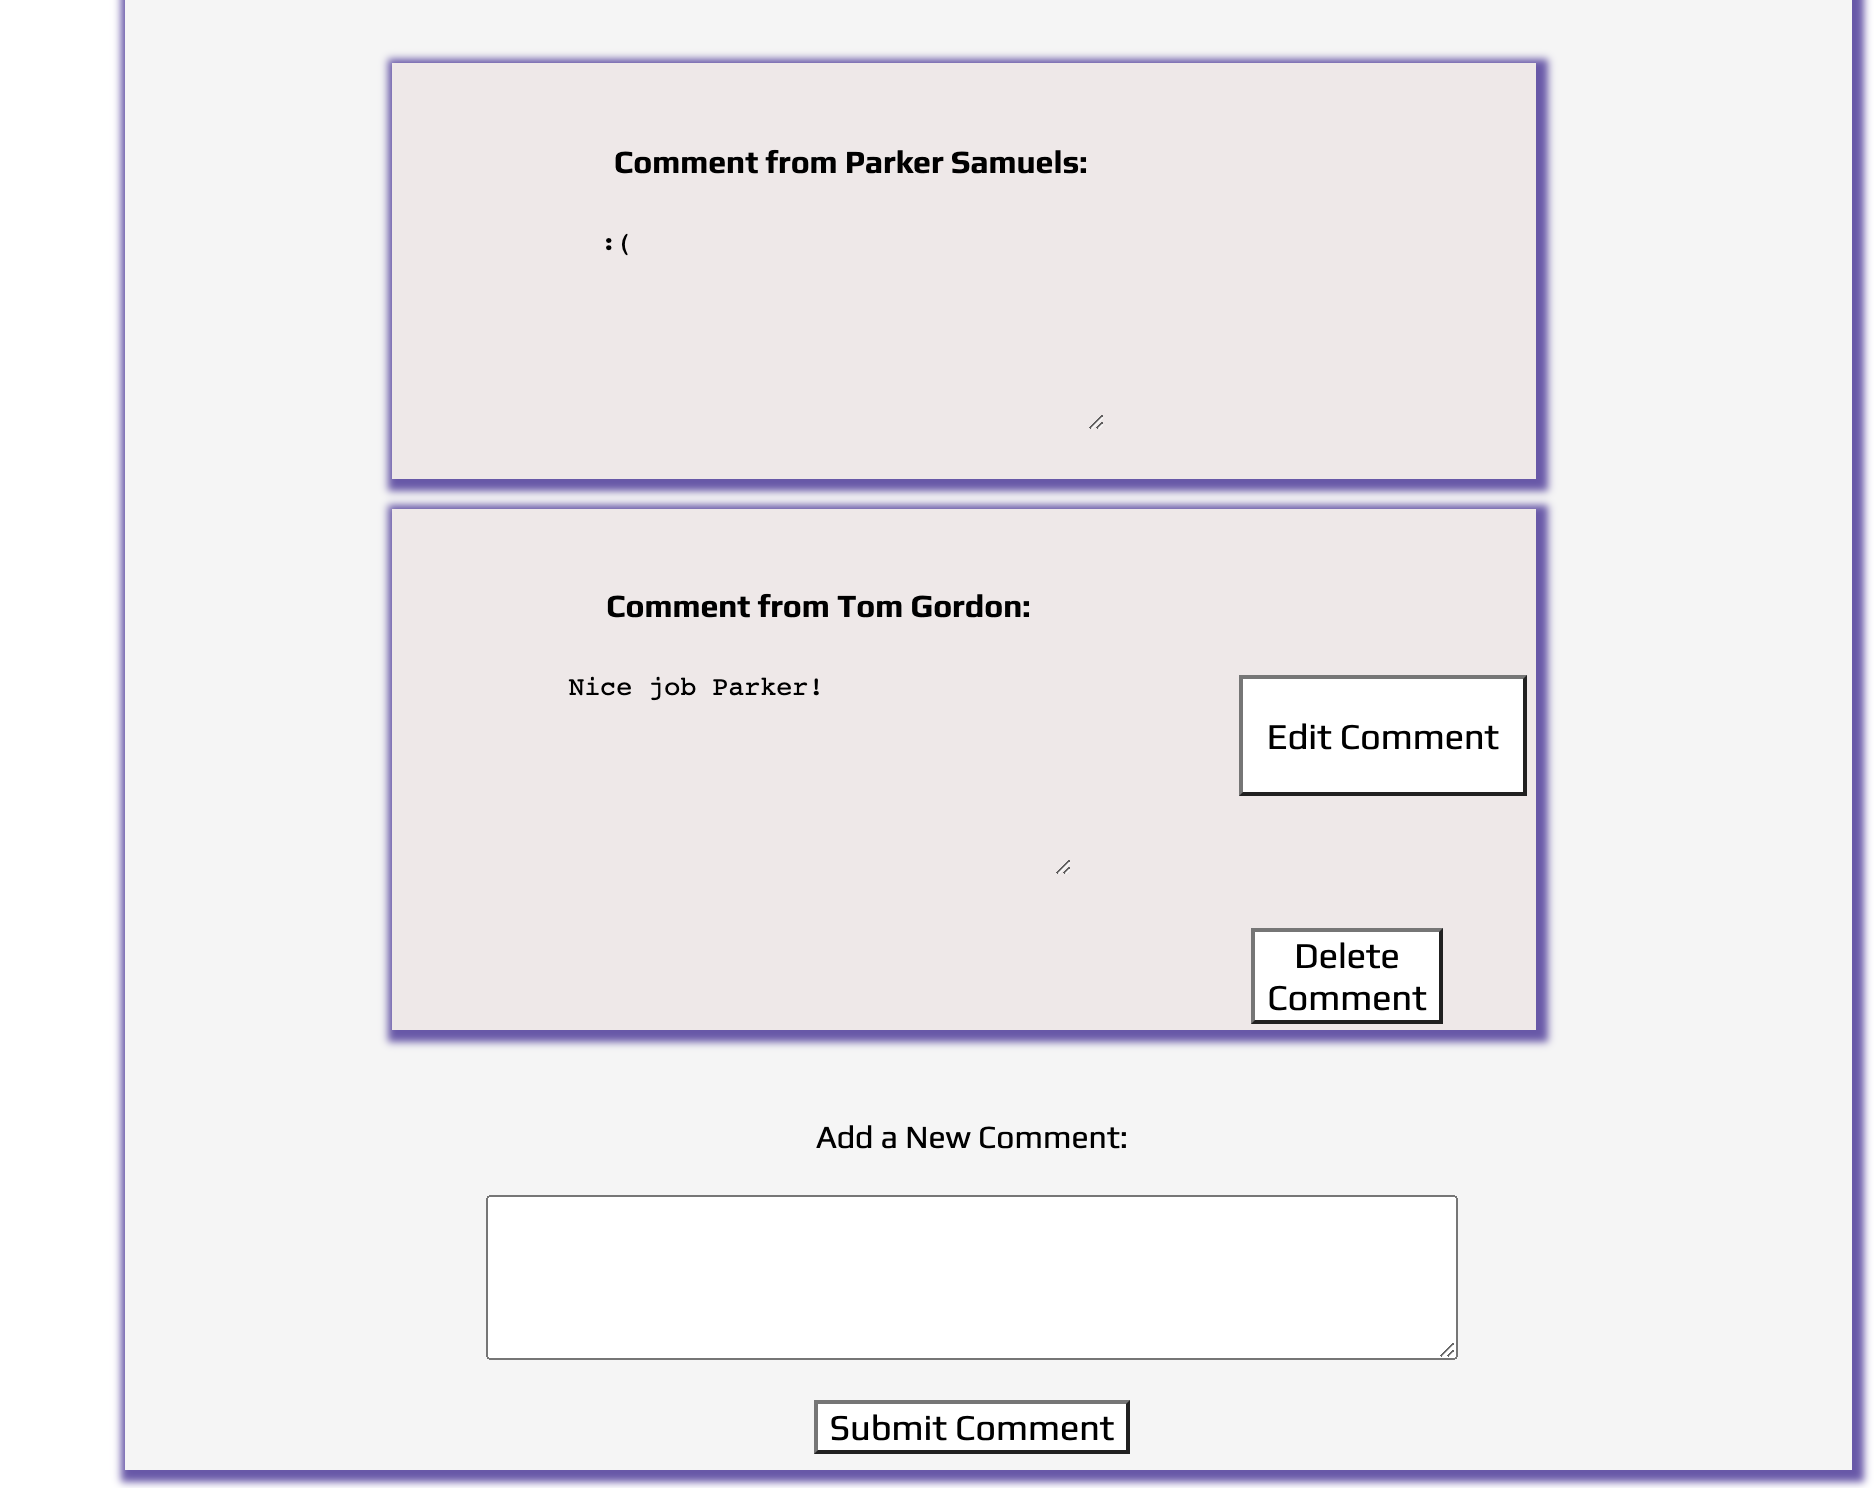 Comment from Parker Samuels:
:(
Comment from Tom Gordon:
Nice job Parker!
Edit Comment
Delete
Comment
Add a New Comment:
Submit Comment